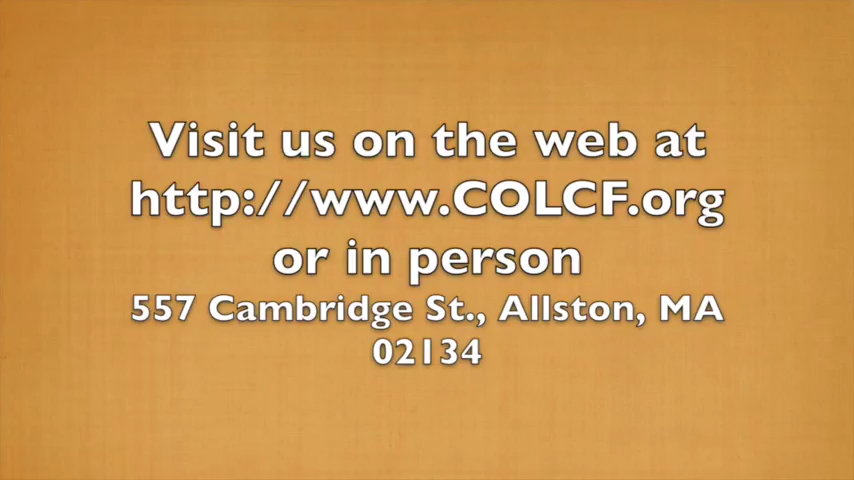 Visit us on the web at
http://www.COLCF.org
or in person
557 Cambridge St., Allston, MA
02134